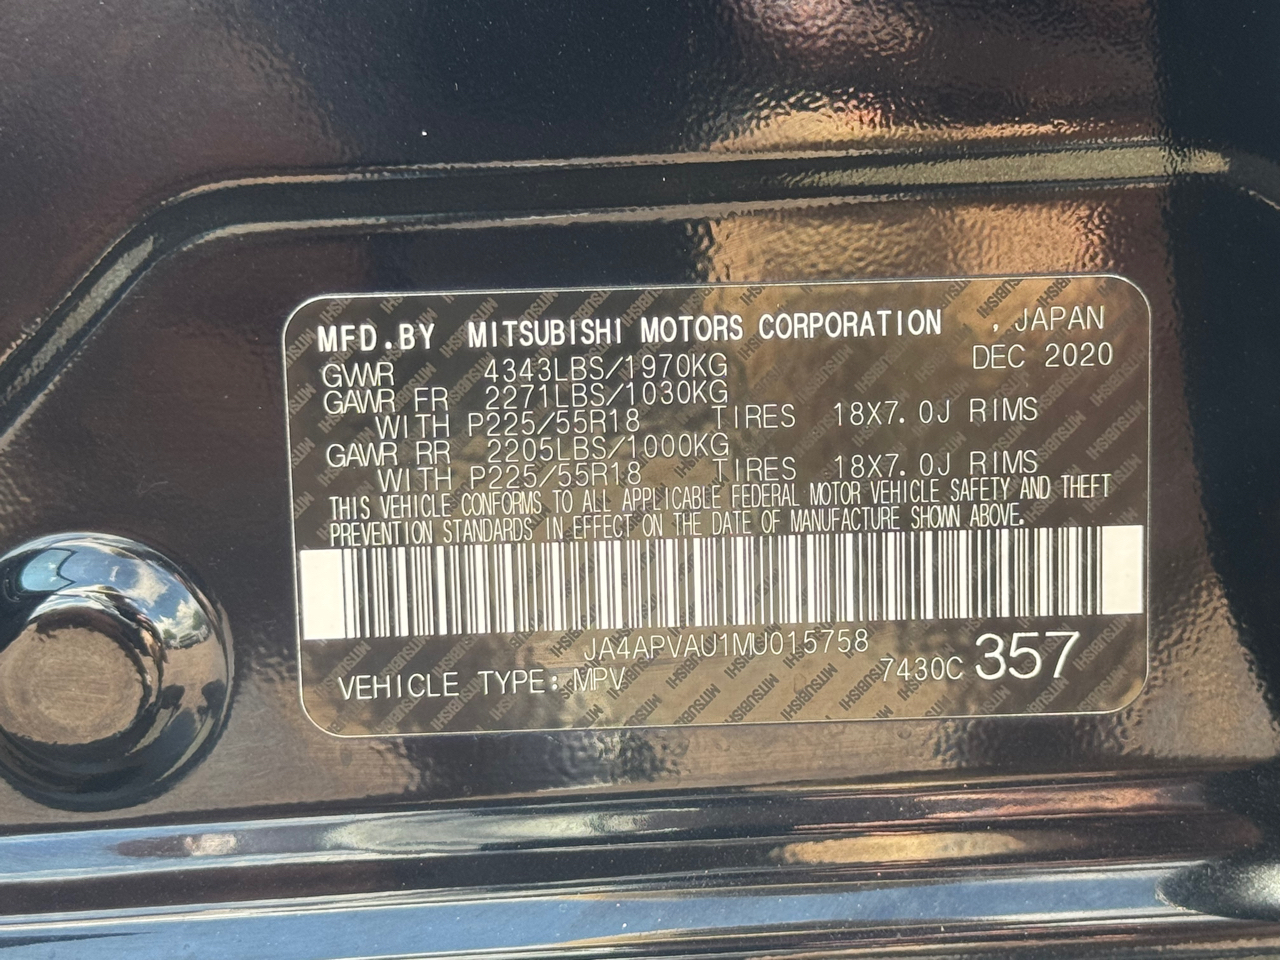 MFD.BY MITSUBISHI MOTORS CORPORATION , JAPAN
DEC 2020
GWWR 4343LBS/1970KG
GAWR FR 2271LBS/1030KG
WITH P225/55R18 TIRES 18X7.0J RIMS
GAWR RR 2205LBS/1000KG
WITH P225/55R18 TIRES 18X7.0J RIMS
THIS VEHICLE CONFORMS TO ALL APPLICABLE FEDERAL MOTOR VEHICLE SAFETY AND THEFT
PREVENTION STANDARDS IN EFFECT ON THE DATE OF MANUFACTURE SHOWN ABOVE.
JA4APVAU1MU015758
VEHICLE TYPE: MPV 7430C 357